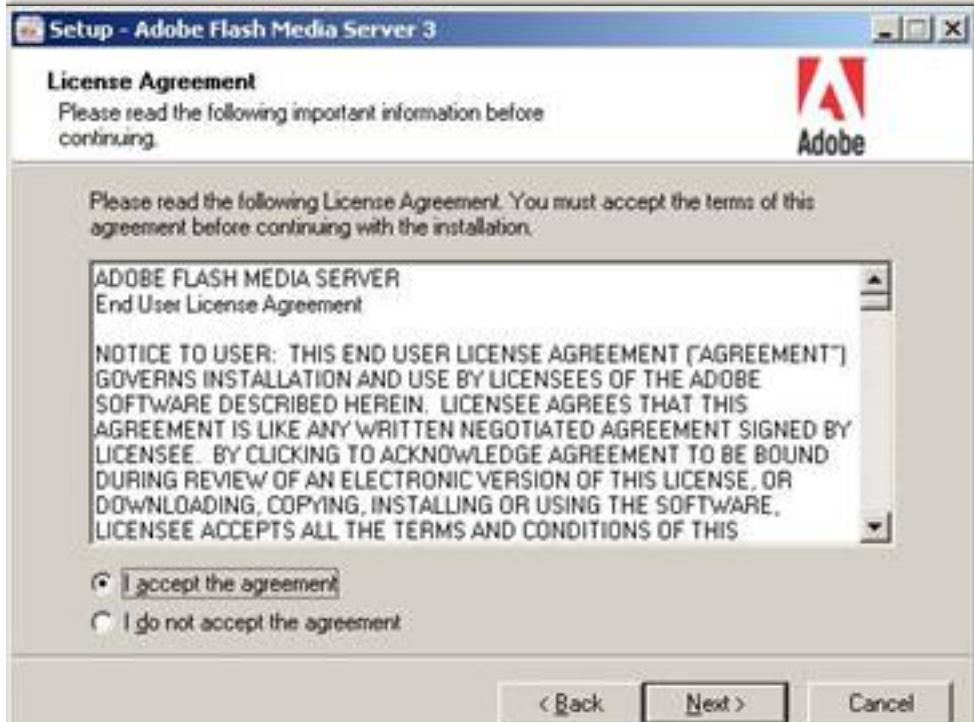 Setup - Adobe Flash Media Server 3
License Agreement
Please read the following important information before
continuing.
Adobe
Please read the following License Agreement. You must accept the terms of this
agreement before continuing with the installation.
ADOBE FLASH MEDIA SERVER
End User License Agreement
NOTICE TO USER: THIS END USER LICENSE AGREEMENT ("AGREEMENT")
GOVERNS INSTALLATION AND USE BY LICENSEES OF THE ADOBE
SOFTWARE DESCRIBED HEREIN. LICENSEE AGREES THAT THIS
AGREEMENT IS LIKE ANY WRITTEN NEGOTIATED AGREEMENT SIGNED BY
LICENSEE. BY CLICKING TO ACKNOWLEDGE AGREEMENT TO BE BOUND
DURING REVIEW OF AN ELECTRONIC VERSION OF THIS LICENSE, OR
DOWNLOADING, COPYING, INSTALLING OR USING THE SOFTWARE,
LICENSEE ACCEPTS ALL THE TERMS AND CONDITIONS OF THIS
I accept the agreement
I do not accept the agreement
< Back Next > Cancel